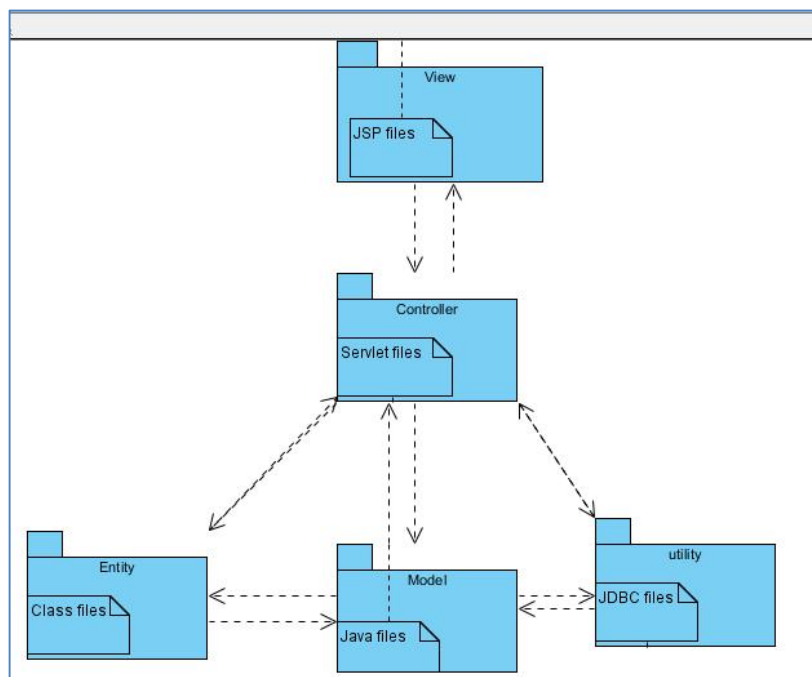 View
JSP files
Controller
Servlet files
Entity
Class files
Model
Java files
utility
JDBC files